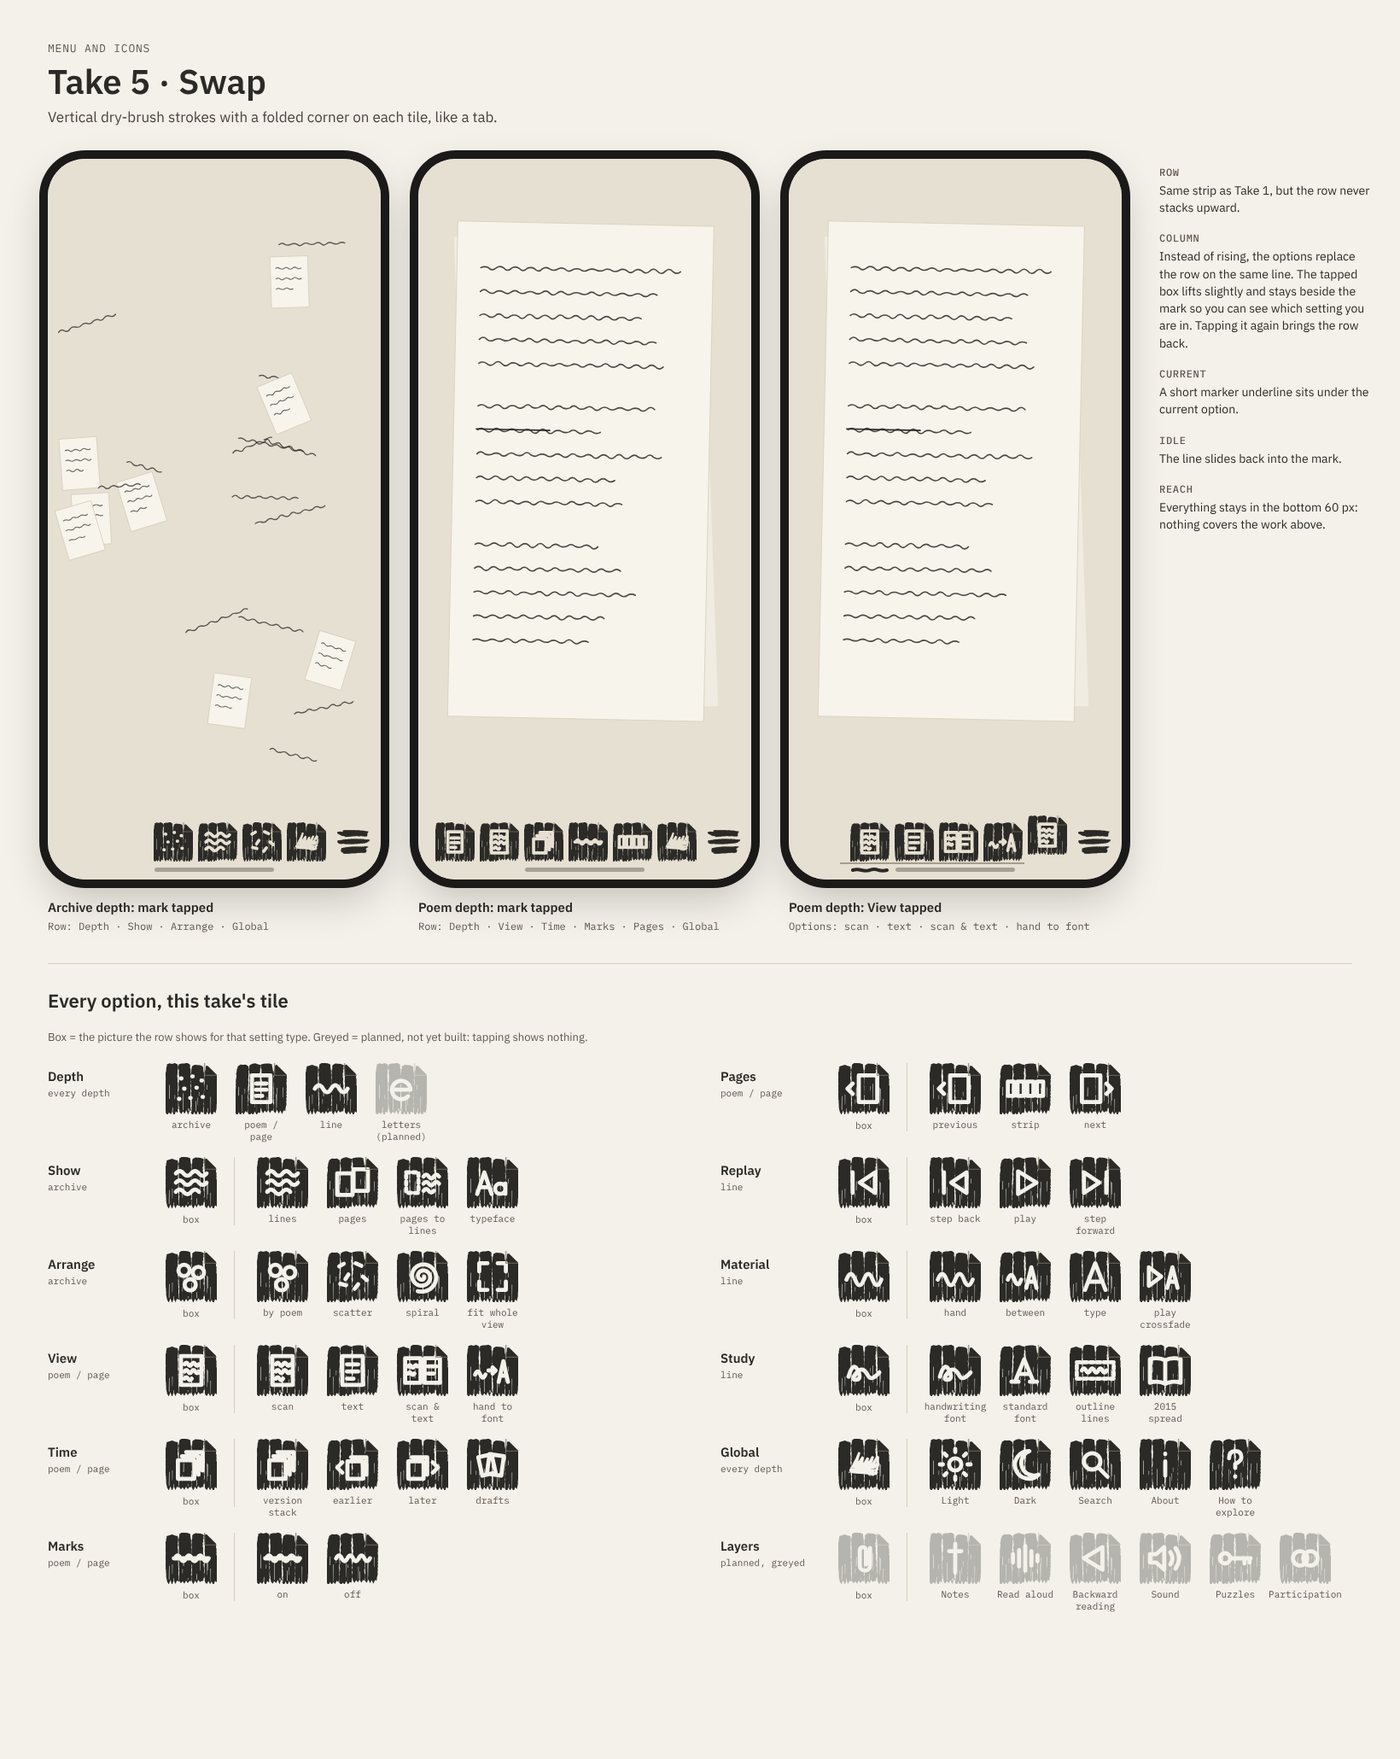 MENU AND ICONS
Take 5 · Swap
Vertical dry-brush strokes with a folded corner on each tile, like a tab.
ROW
Same strip as Take 1, but the row never
stacks upward.
COLUMN
Instead of rising, the options replace
the row on the same line. The tapped
box lifts slightly and stays beside the
mark so you can see which setting you
are in. Tapping it again brings the row
back.
CURRENT
A short marker underline sits under the
current option.
IDLE
The line slides back into the mark.
REACH
Everything stays in the bottom 60 px:
nothing covers the work above.
Archive depth: mark tapped
Row: Depth · Show · Arrange · Global
Poem depth: mark tapped
Row: Depth · View · Time · Marks · Pages · Global
Poem depth: View tapped
Options: scan · text · scan & text · hand to font
Every option, this take's tile
Box = the picture the row shows for that setting type. Greyed = planned, not yet built: tapping shows nothing.
Depth
every depth
e
archive
poem /
page
line
letters
(planned)
Show
archive
Aa
box
lines
pages
pages to
lines
typeface
Arrange
archive
box
by poem
scatter
spiral
fit whole
view
View
poem / page
A
box
scan
text
scan &
text
hand to
font
Time
poem / page
box
version
stack
earlier
later
drafts
Marks
poem / page
box
on
off
Pages
poem / page
box
previous
strip
next
Replay
line
box
step back
play
step
forward
Material
line
A
A
A
box
hand
between
type
play
crossfade
Study
line
A
box
handwriting
font
standard
font
outline
lines
2015
spread
Global
every depth
i
?
box
Light
Dark
Search
About
How to
explore
Layers
planned, greyed
box
Notes
Read aloud
Backward
reading
Sound
Puzzles
Participation